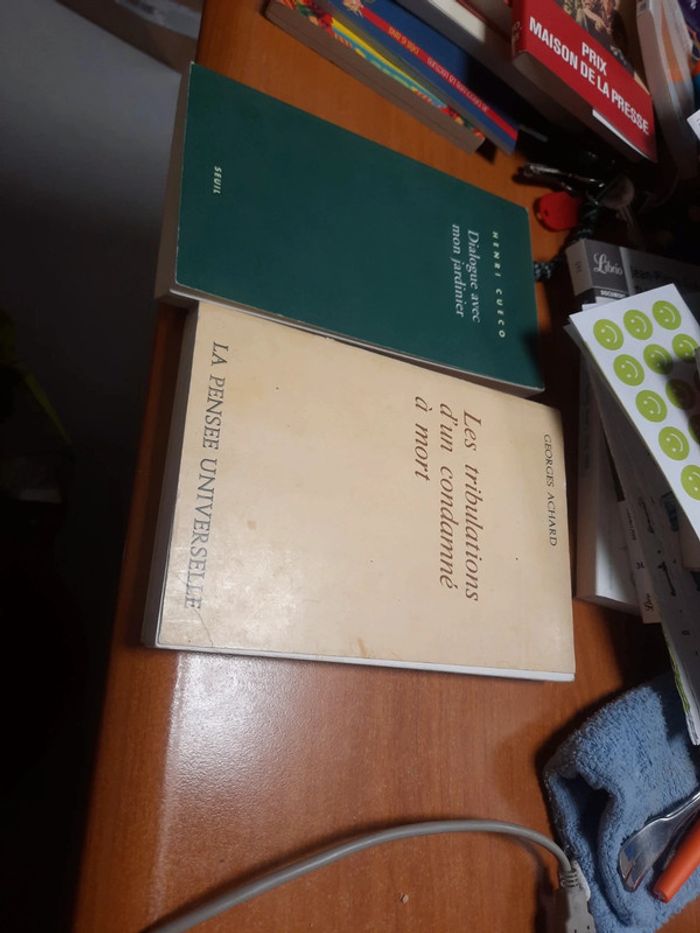 HENRI CUECO
Dialogue avec
mon jardinier
SEUIL
GEORGES ACHARD
Les tribulations
d'un condamné
à mort
LA PENSEE UNIVERSELLE
PRIX
MAISON DE LA PRESSE
Librio